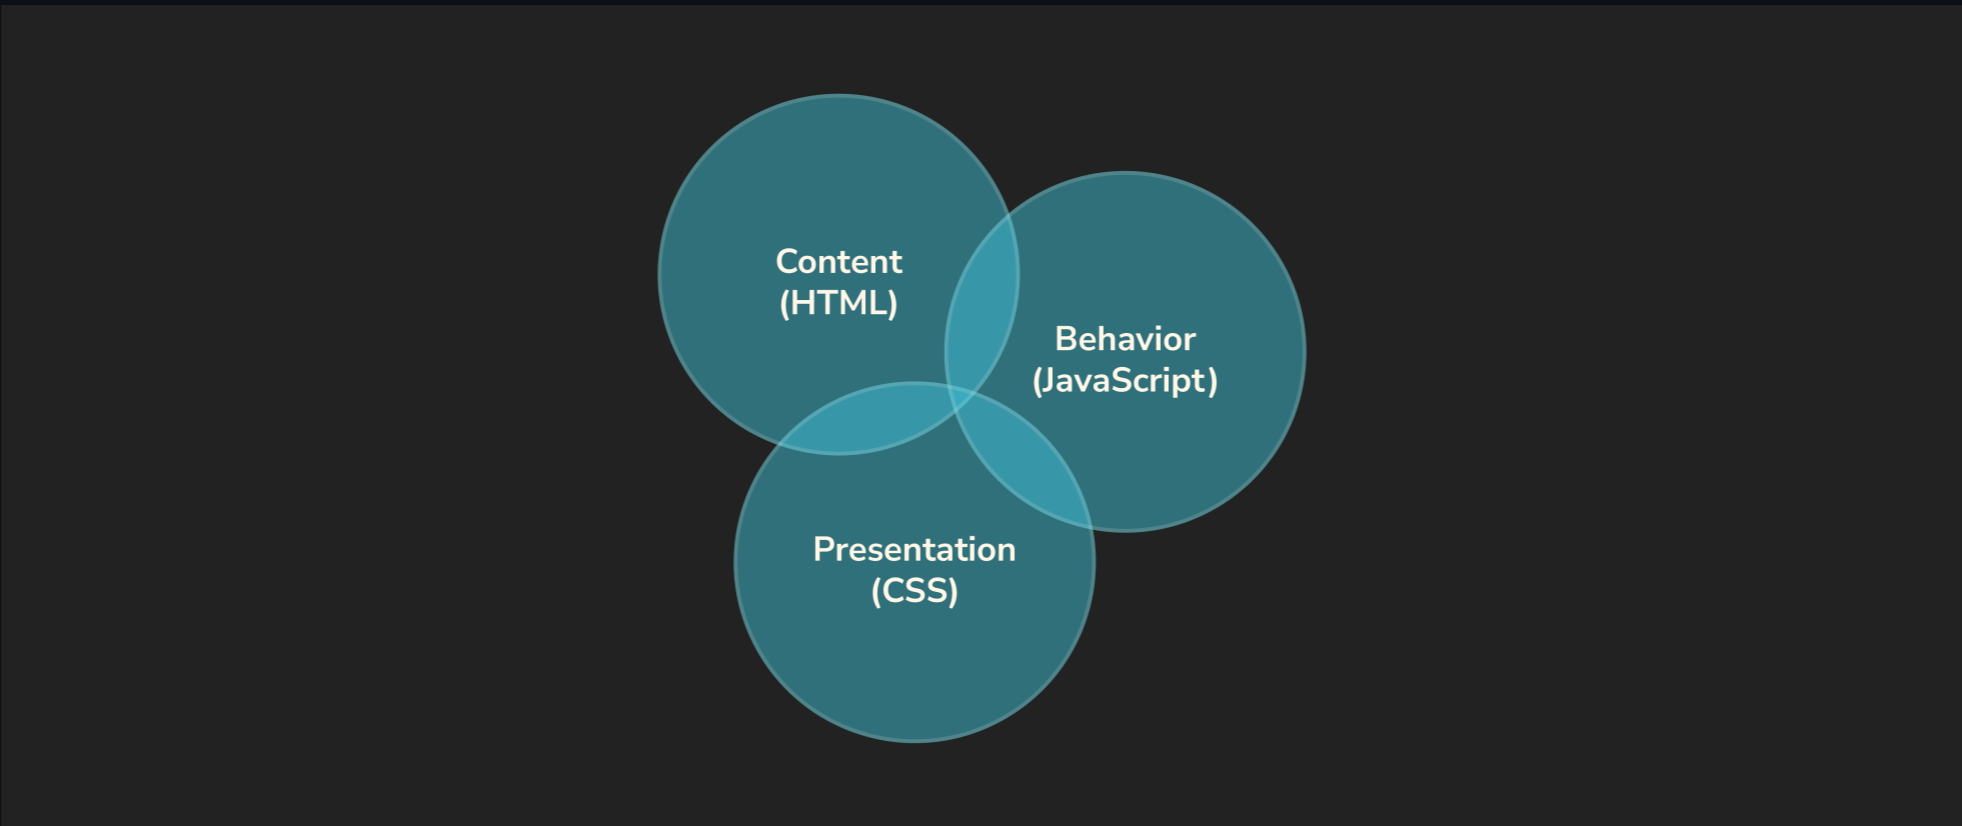 Content
(HTML)
Behavior
(JavaScript)
Presentation
(CSS)